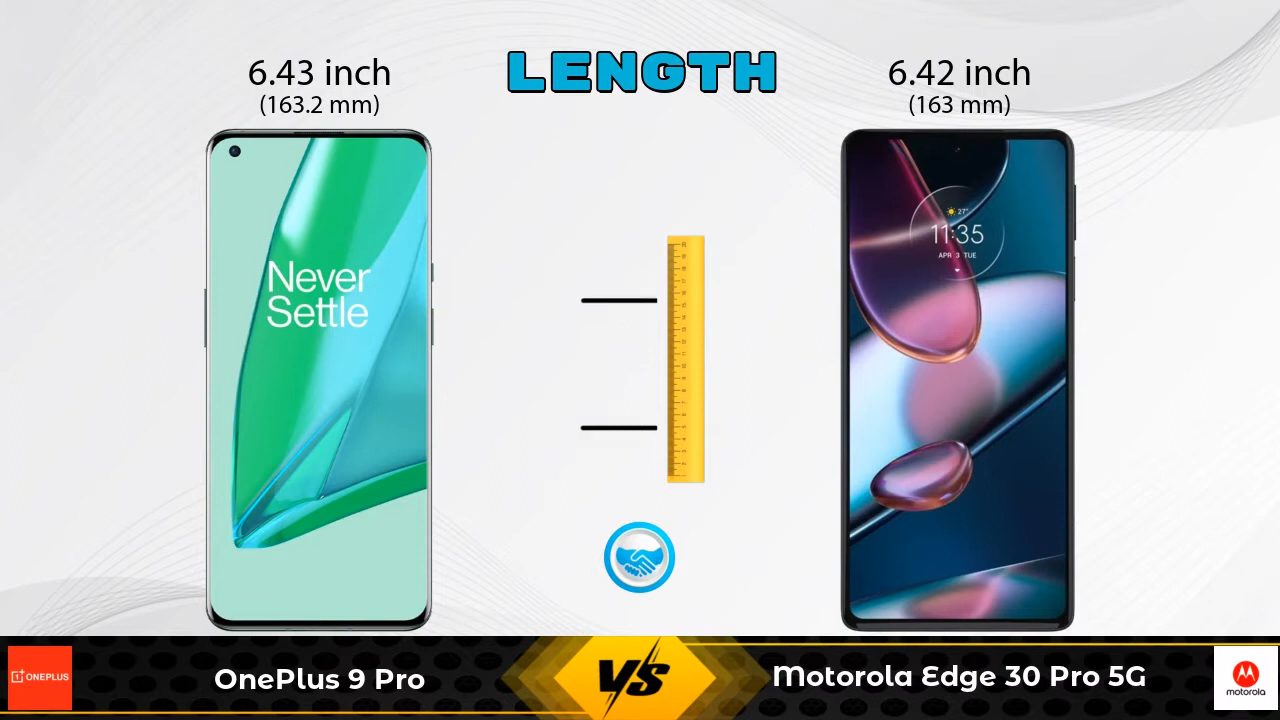 LENGTH
6.43 inch
(163.2 mm)
6.42 inch
(163 mm)
Never
Settle
27°
11:35
APR 3 TUE
ONEPLUS
OnePlus 9 Pro
VS
Motorola Edge 30 Pro 5G
motorola